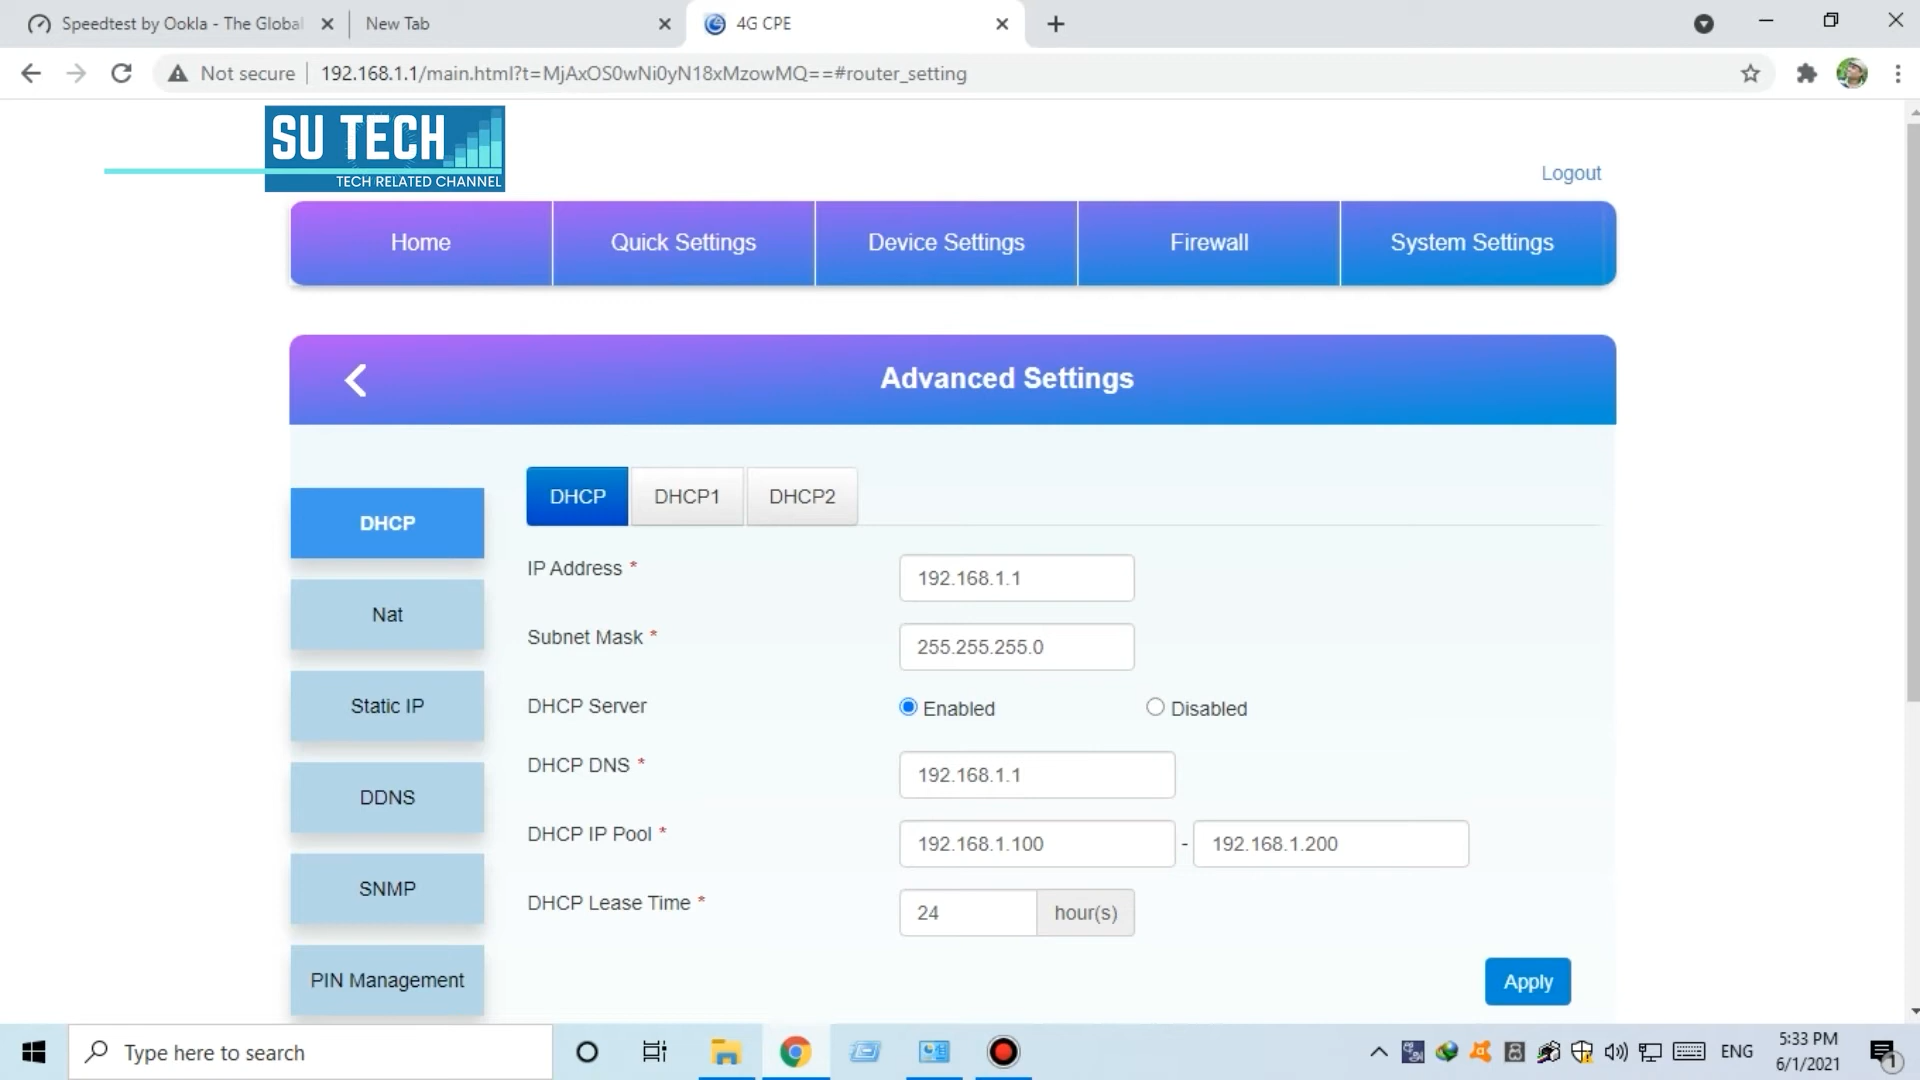 Speedtest by Ookla - The Global
New Tab
4G CPE
Not secure
192.168.1.1/main.html?t=MjAxOS0wNi0yN18xMzowMQ==#router_setting
SU TECH
TECH RELATED CHANNEL
Logout
Home
Quick Settings
Device Settings
Firewall
System Settings
Advanced Settings
DHCP
Nat
Static IP
DDNS
SNMP
PIN Management
DHCP
DHCP1
DHCP2
IP Address *
192.168.1.1
Subnet Mask *
255.255.255.0
DHCP Server
Enabled
Disabled
DHCP DNS *
192.168.1.1
DHCP IP Pool *
192.168.1.100 - 192.168.1.200
DHCP Lease Time *
24 hour(s)
Apply
Type here to search
ENG
5:33 PM
6/1/2021
1